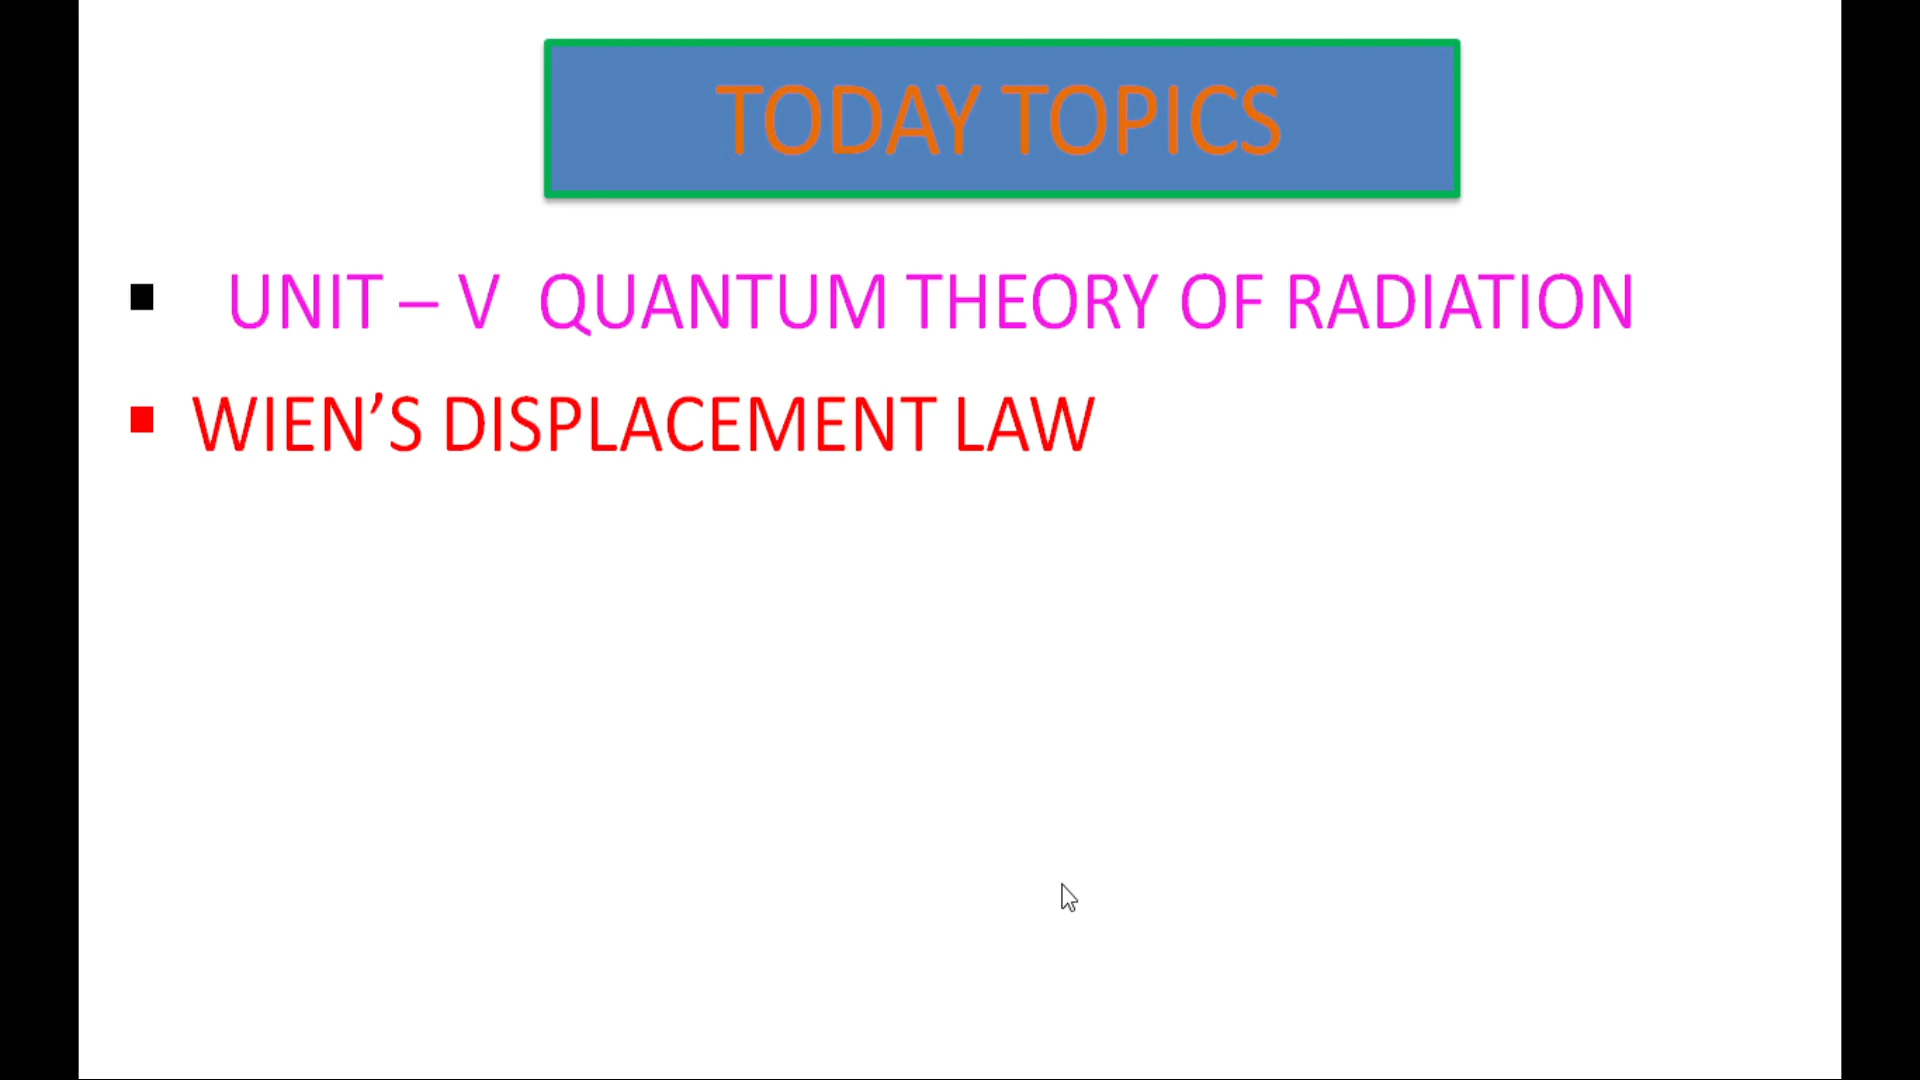 TODAY TOPICS
UNIT – V QUANTUM THEORY OF RADIATION
WIEN’S DISPLACEMENT LAW